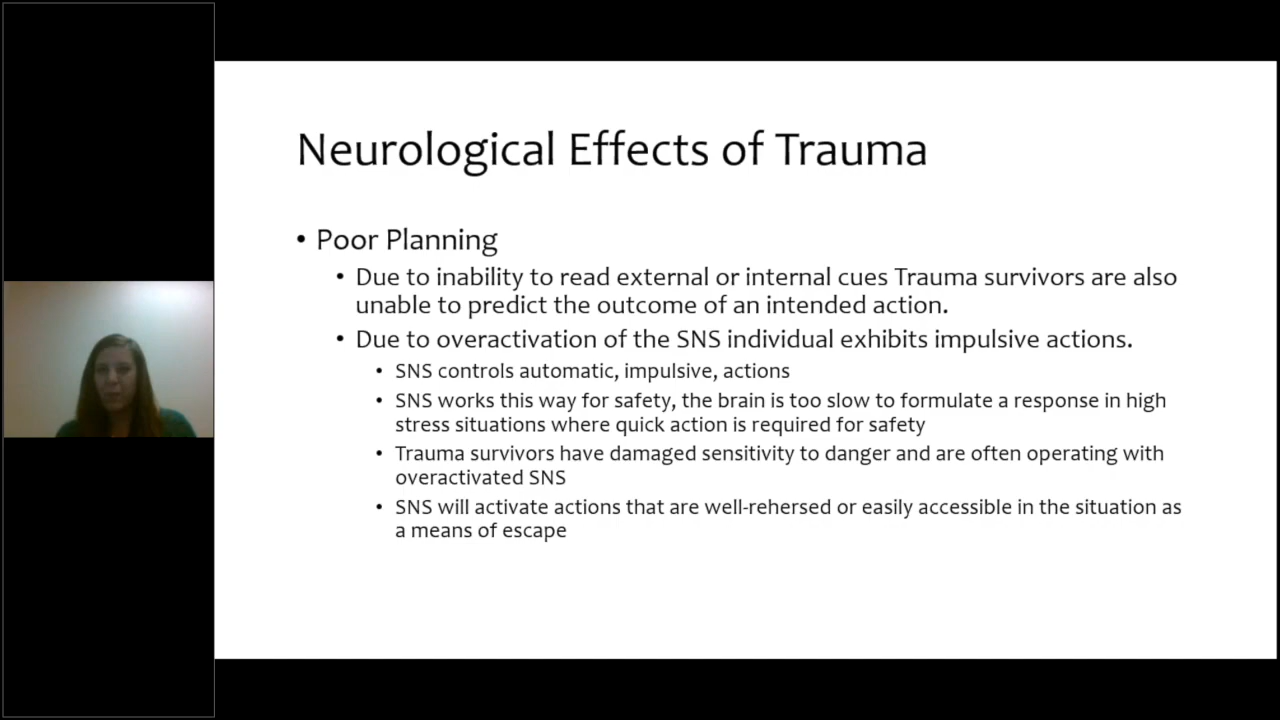 Neurological Effects of Trauma
• Poor Planning
• Due to inability to read external or internal cues Trauma survivors are also
unable to predict the outcome of an intended action.
• Due to overactivation of the SNS individual exhibits impulsive actions.
• SNS controls automatic, impulsive, actions
• SNS works this way for safety, the brain is too slow to formulate a response in high
stress situations where quick action is required for safety
• Trauma survivors have damaged sensitivity to danger and are often operating with
overactivated SNS
• SNS will activate actions that are well-rehersed or easily accessible in the situation as
a means of escape